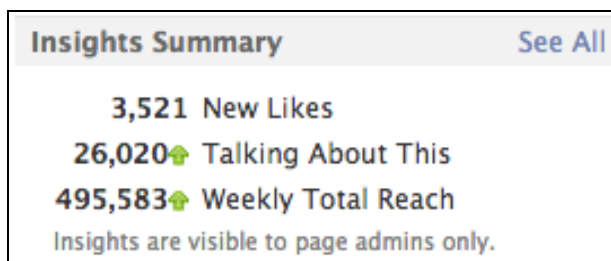 Insights Summary See All
3,521 New Likes
26,020 Talking About This
495,583 Weekly Total Reach
Insights are visible to page admins only.